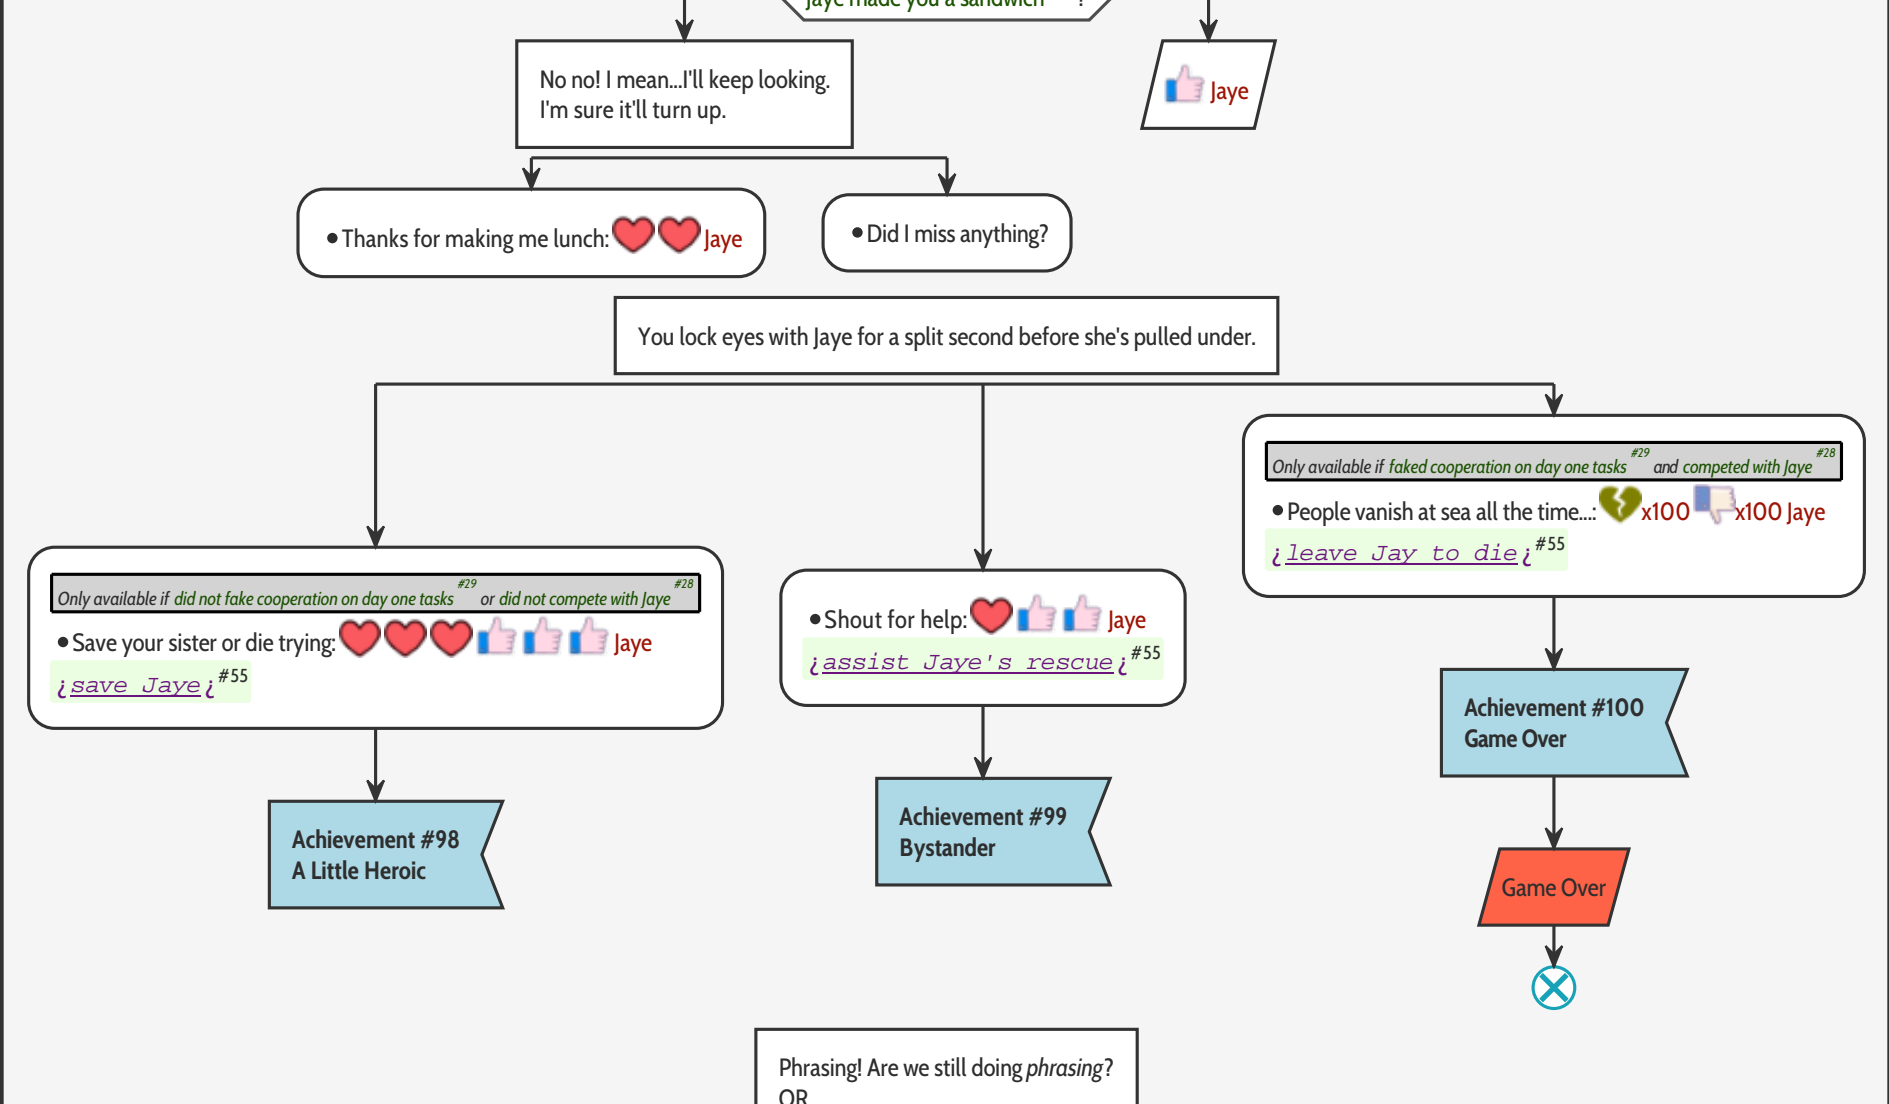 Jaye made you a sandwich ?
No no! I mean...I'll keep looking.
I'm sure it'll turn up.
Jaye
•Thanks for making me lunch: Jaye
•Did I miss anything?
You lock eyes with Jaye for a split second before she's pulled under.
Only available if faked cooperation on day one tasks #29 and competed with Jaye #28
•People vanish at sea all the time...: x100 x100 Jaye
¿leave Jay to die¿ #55
Only available if did not fake cooperation on day one tasks #29 or did not compete with Jaye #28
•Save your sister or die trying: Jaye
¿save Jaye¿ #55
•Shout for help: Jaye
¿assist Jaye's rescue¿ #55
Achievement #100
Game Over
Achievement #98
A Little Heroic
Achievement #99
Bystander
Game Over
Phrasing! Are we still doing phrasing?
OR